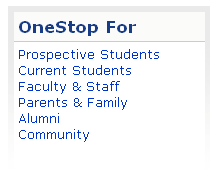 OneStop For
Prospective Students
Current Students
Faculty & Staff
Parents & Family
Alumni
Community